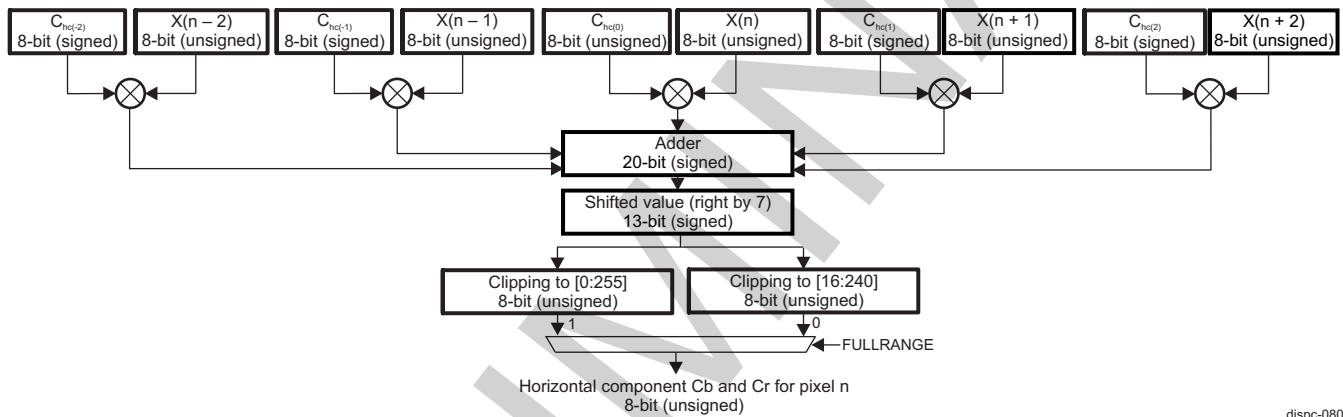 C_hc(-2)
8-bit (signed)
X(n – 2)
8-bit (unsigned)
C_hc(-1)
8-bit (signed)
X(n – 1)
8-bit (unsigned)
C_hc(0)
8-bit (signed)
X(n)
8-bit (unsigned)
C_hc(1)
8-bit (signed)
X(n + 1)
8-bit (unsigned)
C_hc(2)
8-bit (signed)
X(n + 2)
8-bit (unsigned)
Adder
20-bit (signed)
Shifted value (right by 7)
13-bit (signed)
Clipping to [0:255]
8-bit (unsigned)
Clipping to [16:240]
8-bit (unsigned)
1
0
FULLRANGE
Horizontal component Cb and Cr for pixel n
8-bit (unsigned)
dispc-080